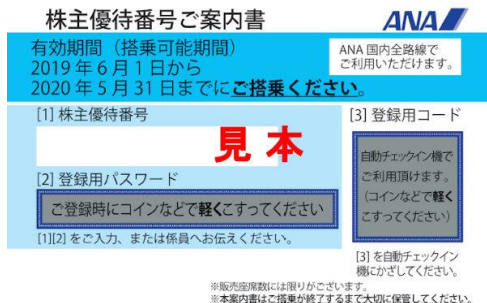 株主優待番号ご案内書
ANA
有効期間（搭乗可能期間）
2019年6月1日から
2020年5月31日までにご搭乗ください。
ANA国内全路線で
ご利用いただけます。
[1] 株主優待番号
見本
[2] 登録用パスワード
ご登録時にコインなどで軽くこすってください
[1][2] をご入力、または係員へお伝えください。
[3] 登録用コード
自動チェックイン機で
ご利用頂けます。
（コインなどで軽く
こすってください）
[3] を自動チェックイン
機にかざしてください。
※販売座席数には限りがございます。
※本案内書はご搭乗が終了するまで大切に保管してください。